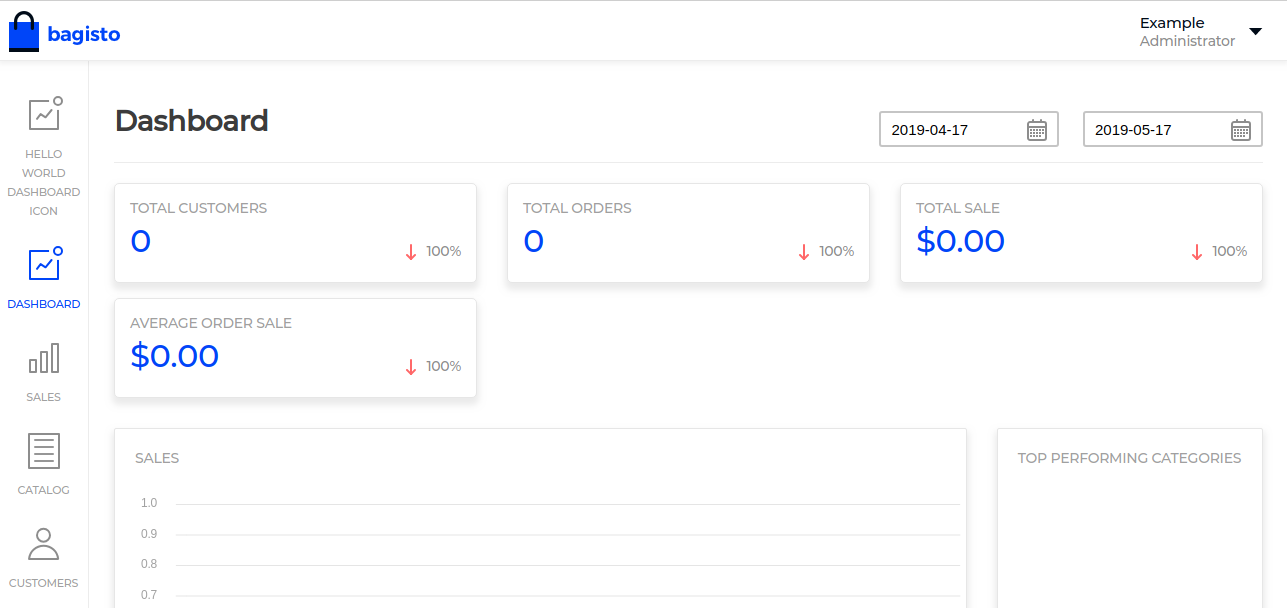 bagisto
Example
Administrator
HELLO
WORLD
DASHBOARD
ICON
DASHBOARD
SALES
CATALOG
CUSTOMERS
Dashboard
2019-04-17
2019-05-17
TOTAL CUSTOMERS
0
100%
TOTAL ORDERS
0
100%
TOTAL SALE
$0.00
100%
AVERAGE ORDER SALE
$0.00
100%
SALES
1.0
0.9
0.8
0.7
TOP PERFORMING CATEGORIES